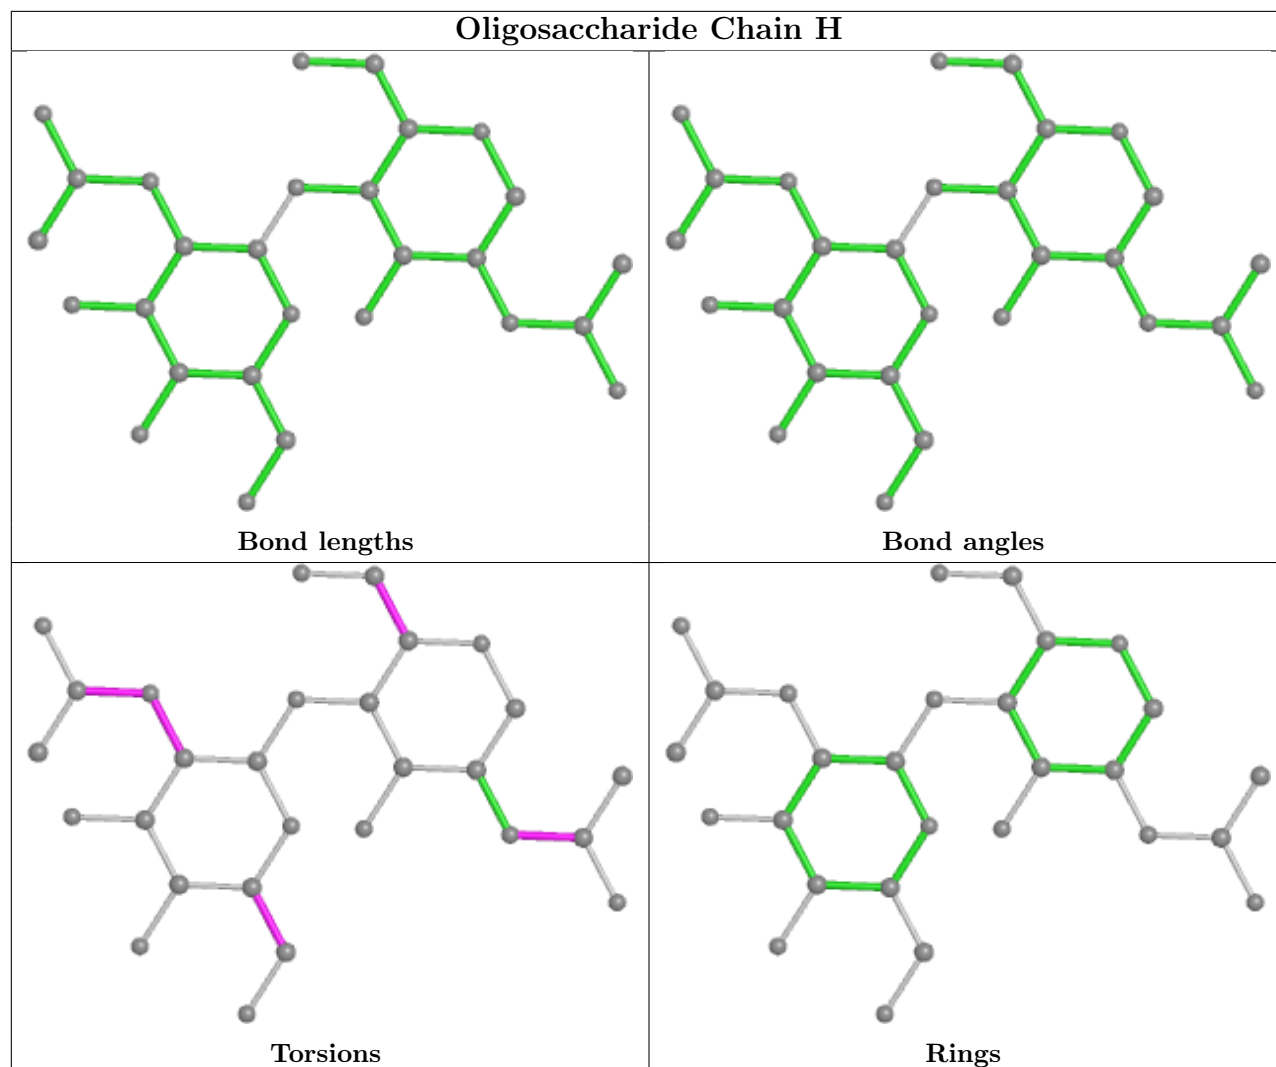 Oligosaccharide Chain H
Bond lengths
Bond angles
Torsions
Rings